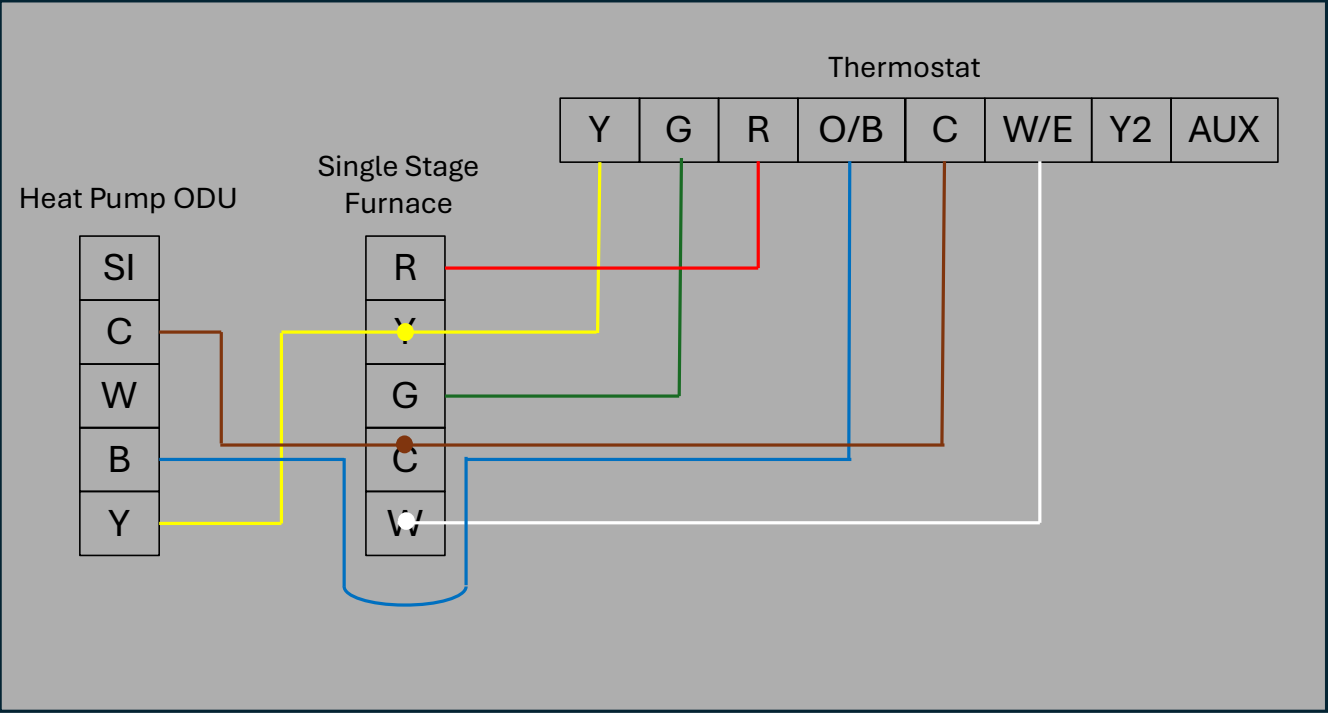 Thermostat
Y G R O/B C W/E Y2 AUX
Single Stage
Furnace
Heat Pump ODU
SI
C
W
B
Y
R
Y
G
C
W